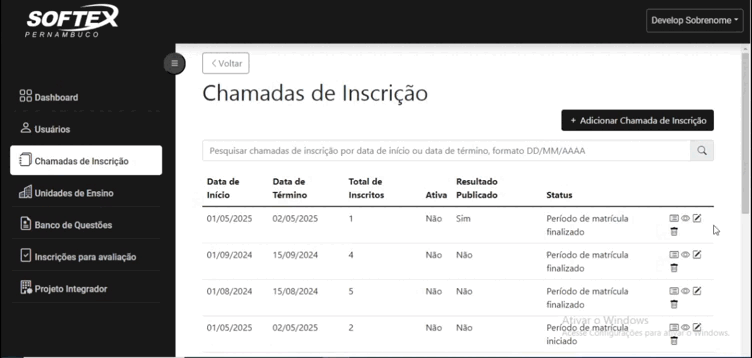 SOFTEX
PERNAMBUCO
Develop Sobrenome
Voltar
Dashboard
Usuários
Chamadas de Inscrição
Unidades de Ensino
Banco de Questões
Inscrições para avaliação
Projeto Integrador
Chamadas de Inscrição
+ Adicionar Chamada de Inscrição
Pesquisar chamadas de inscrição por data de início ou data de término, formato DD/MM/AAAA
Data de Início Data de Término Total de Inscritos Ativa Resultado Publicado Status
01/05/2025 02/05/2025 1 Não Sim Período de matrícula
finalizado
01/09/2024 15/09/2024 4 Não Não Período de matrícula
finalizado
01/08/2024 15/08/2024 5 Não Não Período de matrícula
finalizado
01/05/2025 02/05/2025 2 Não Não Período de matrícula
iniciado
Ativar o Windows
Acesse Configurações para ativar o Windows.